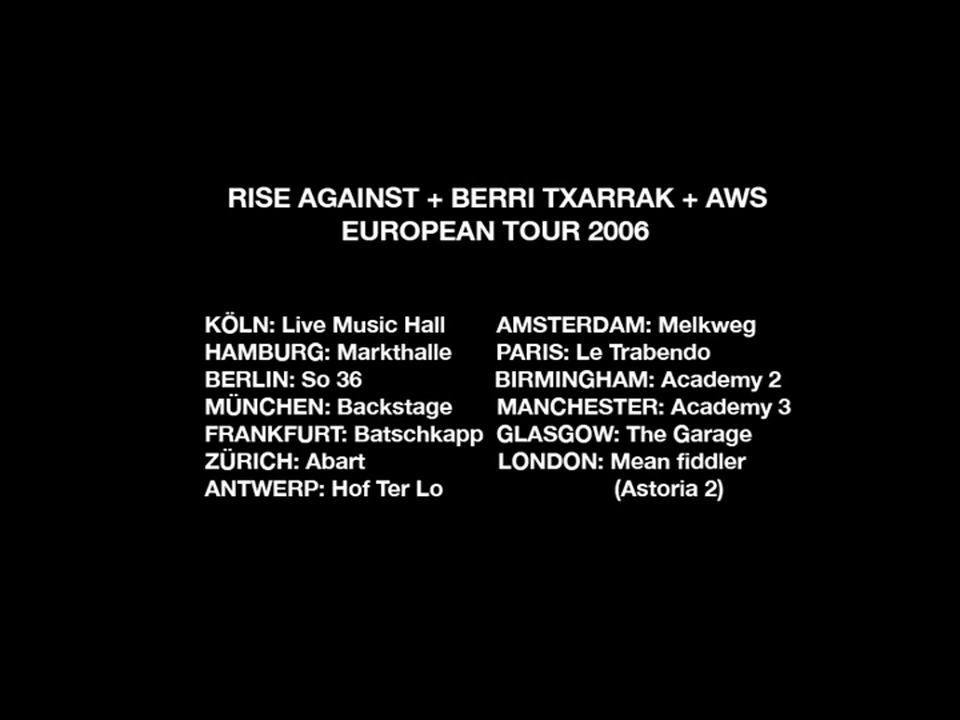 RISE AGAINST + BERRI TXARRAK + AWS
EUROPEAN TOUR 2006
KÖLN: Live Music Hall
HAMBURG: Markthalle
BERLIN: So 36
MÜNCHEN: Backstage
FRANKFURT: Batschkapp
ZÜRICH: Abart
ANTWERP: Hof Ter Lo
AMSTERDAM: Melkweg
PARIS: Le Trabendo
BIRMINGHAM: Academy 2
MANCHESTER: Academy 3
GLASGOW: The Garage
LONDON: Mean fiddler
(Astoria 2)